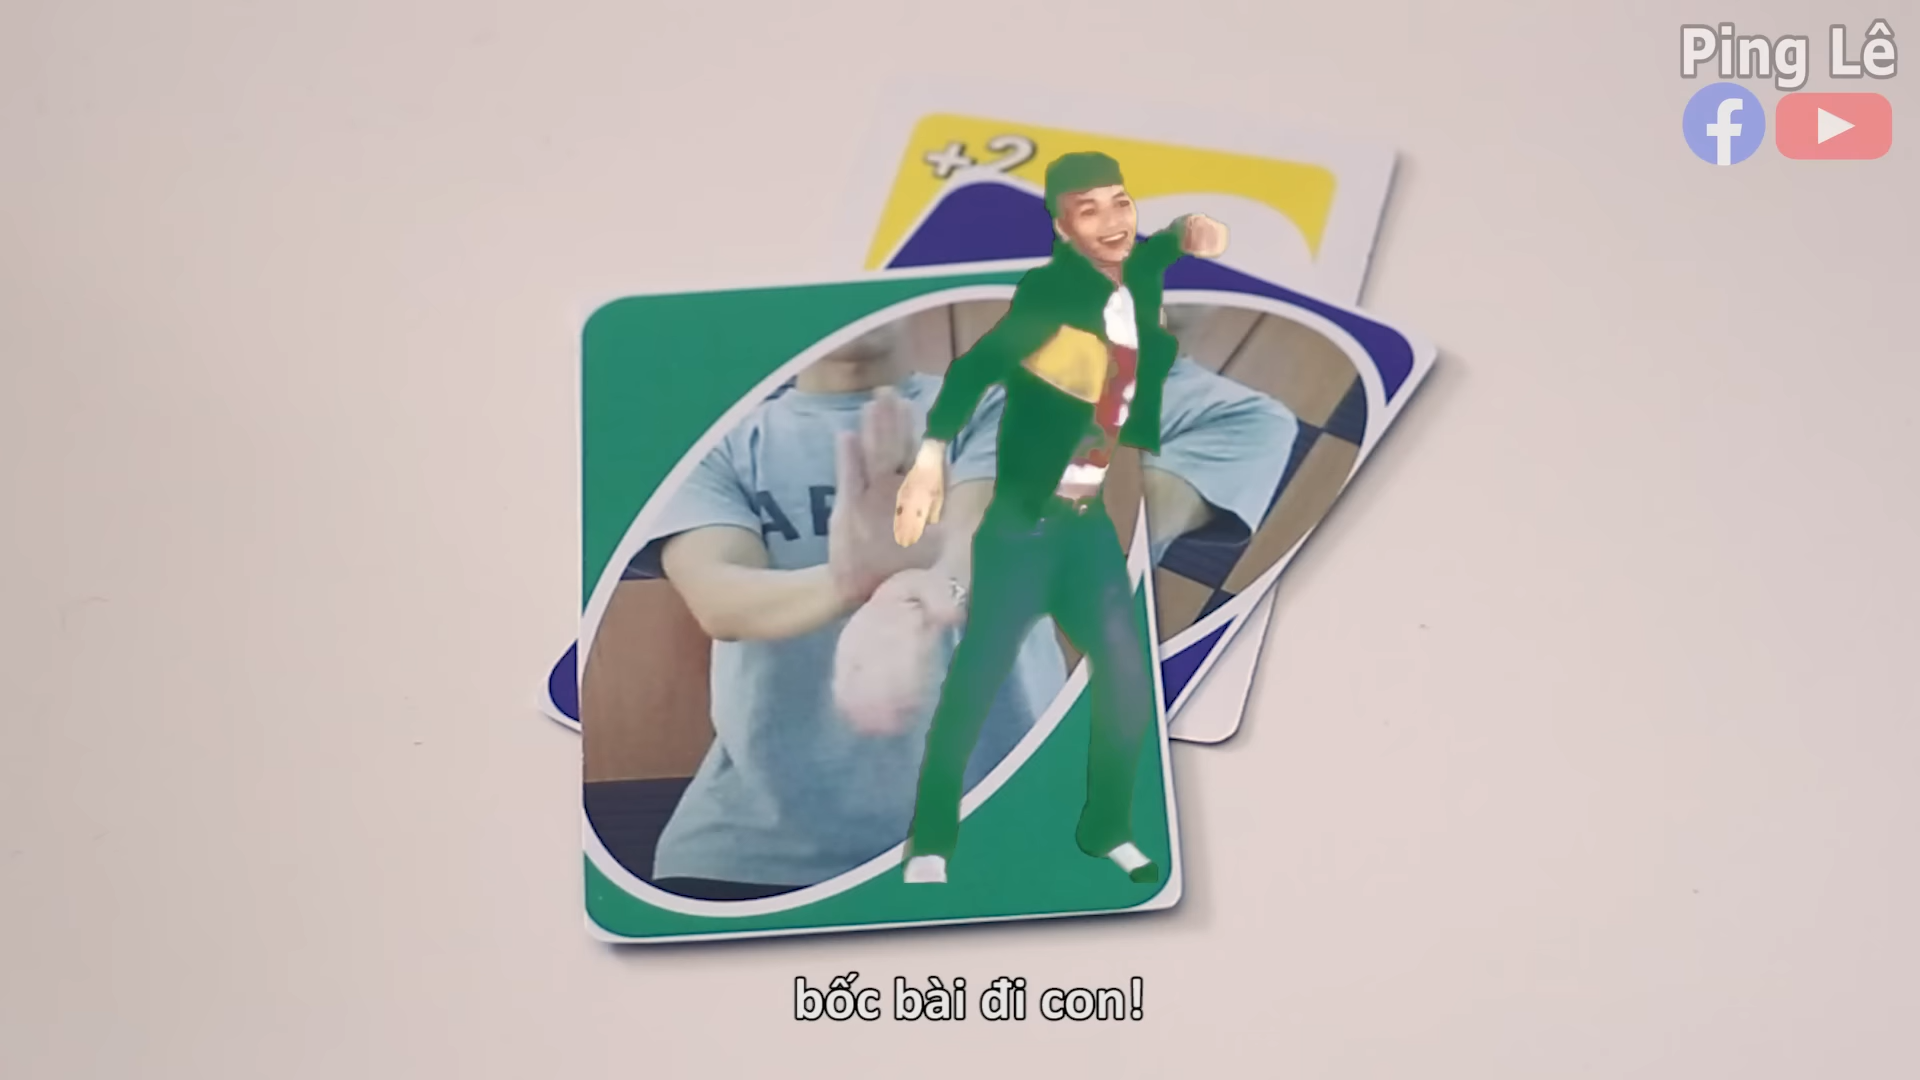 Ping Lê
+2
bốc bài đi con!